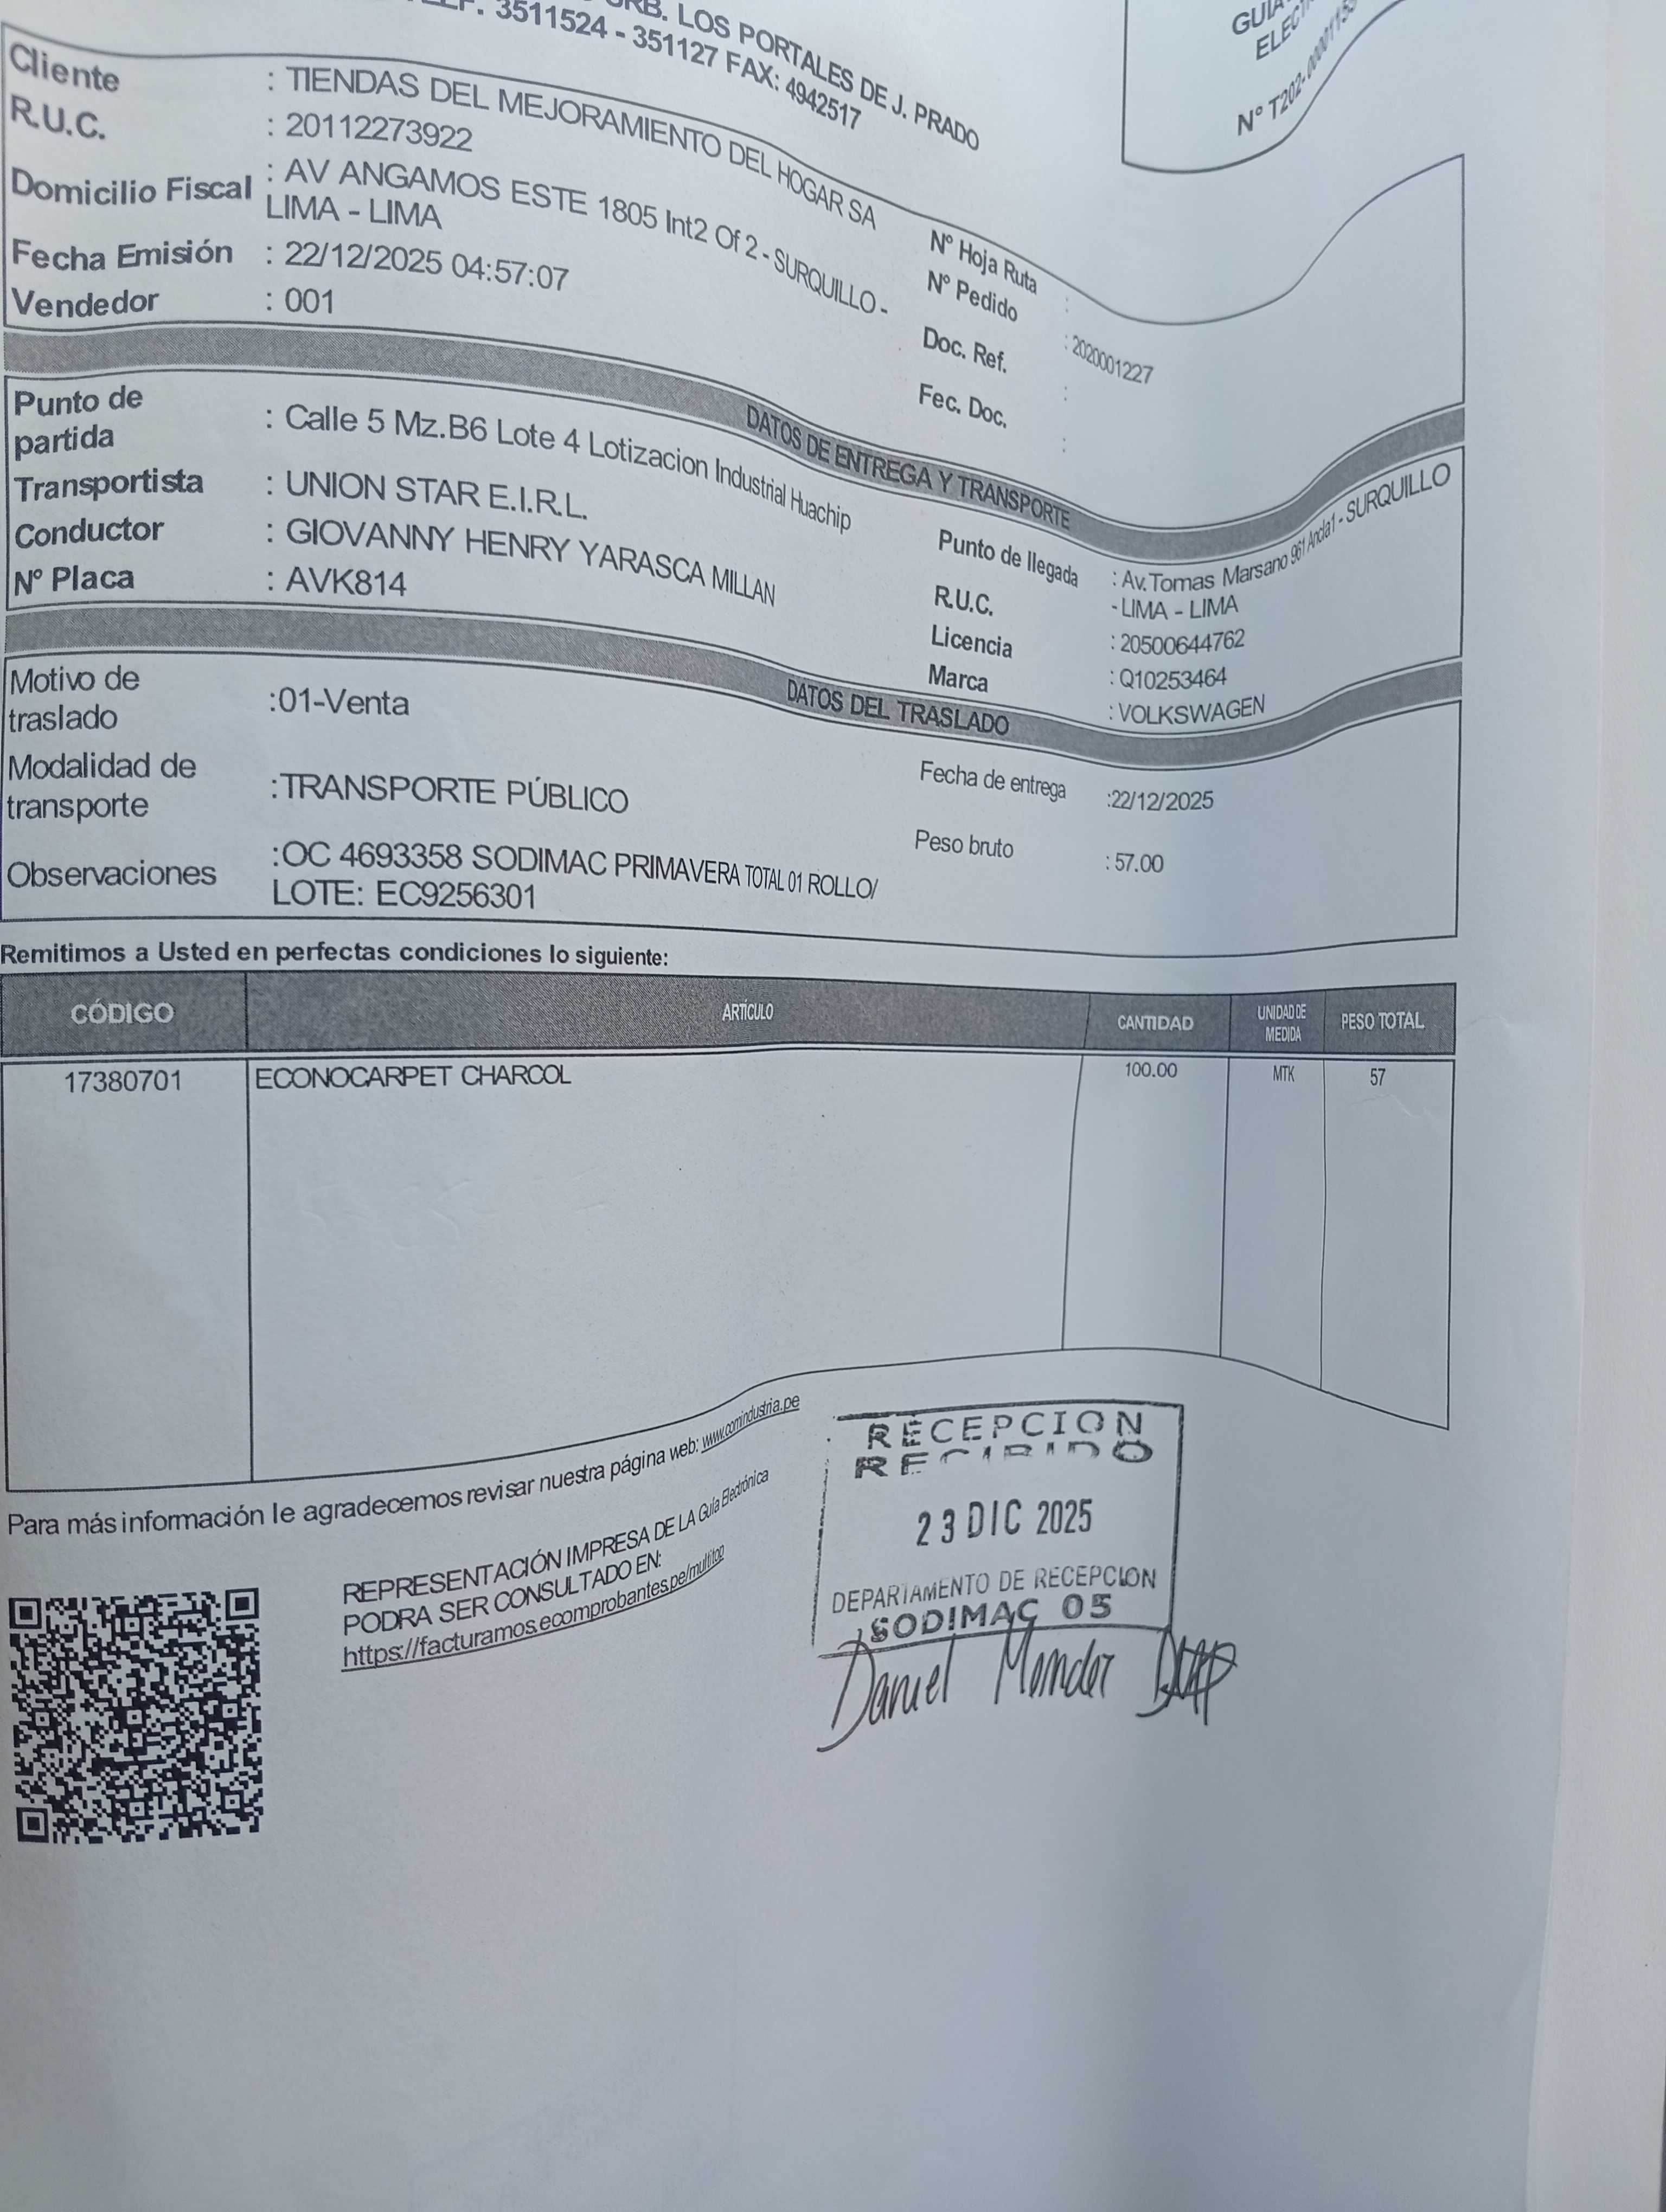 URB. LOS PORTALES DE J. PRADO
TELF. 3511524 - 351127 FAX: 4942517
GUIA
Nº T202-
Cliente : TIENDAS DEL MEJORAMIENTO DEL HOGAR SA
R.U.C. : 20112273922
Domicilio Fiscal : AV ANGAMOS ESTE 1805 Int2 Of 2 - SURQUILLO -
LIMA - LIMA
Fecha Emisión : 22/12/2025 04:57:07
Vendedor : 001
Nº Hoja Ruta :
Nº Pedido : 2020001227
Doc. Ref. :
Fec. Doc. :
DATOS DE ENTREGA Y TRANSPORTE
Punto de
partida : Calle 5 Mz.B6 Lote 4 Lotizacion Industrial Huachip
Transportista : UNION STAR E.I.R.L.
Conductor : GIOVANNY HENRY YARASCA MILLAN
Nº Placa : AVK814
Punto de llegada : Av.Tomas Marsano 961 Ancla1 - SURQUILLO
- LIMA - LIMA
R.U.C. : 20500644762
Licencia : Q10253464
Marca : VOLKSWAGEN
DATOS DEL TRASLADO
Motivo de
traslado :01-Venta
Modalidad de
transporte :TRANSPORTE PÚBLICO
Observaciones :OC 4693358 SODIMAC PRIMAVERA TOTAL 01 ROLLO/
LOTE: EC9256301
Fecha de entrega :22/12/2025
Peso bruto : 57.00
Remitimos a Usted en perfectas condiciones lo siguiente:
CÓDIGO ARTÍCULO CANTIDAD UNIDAD DE MEDIDA PESO TOTAL
17380701 ECONOCARPET CHARCOL 100.00 MTK 57
Para más información le agradecemos revisar nuestra página web: www.comindustria.pe
REPRESENTACIÓN IMPRESA DE LA Guía Electrónica
PODRA SER CONSULTADO EN:
https://facturamos.ecomprobantes.pe/multitop
RECEPCION
RECIBIDO
23 DIC 2025
DEPARTAMENTO DE RECEPCION
SODIMAC 05
Daniel Mendez